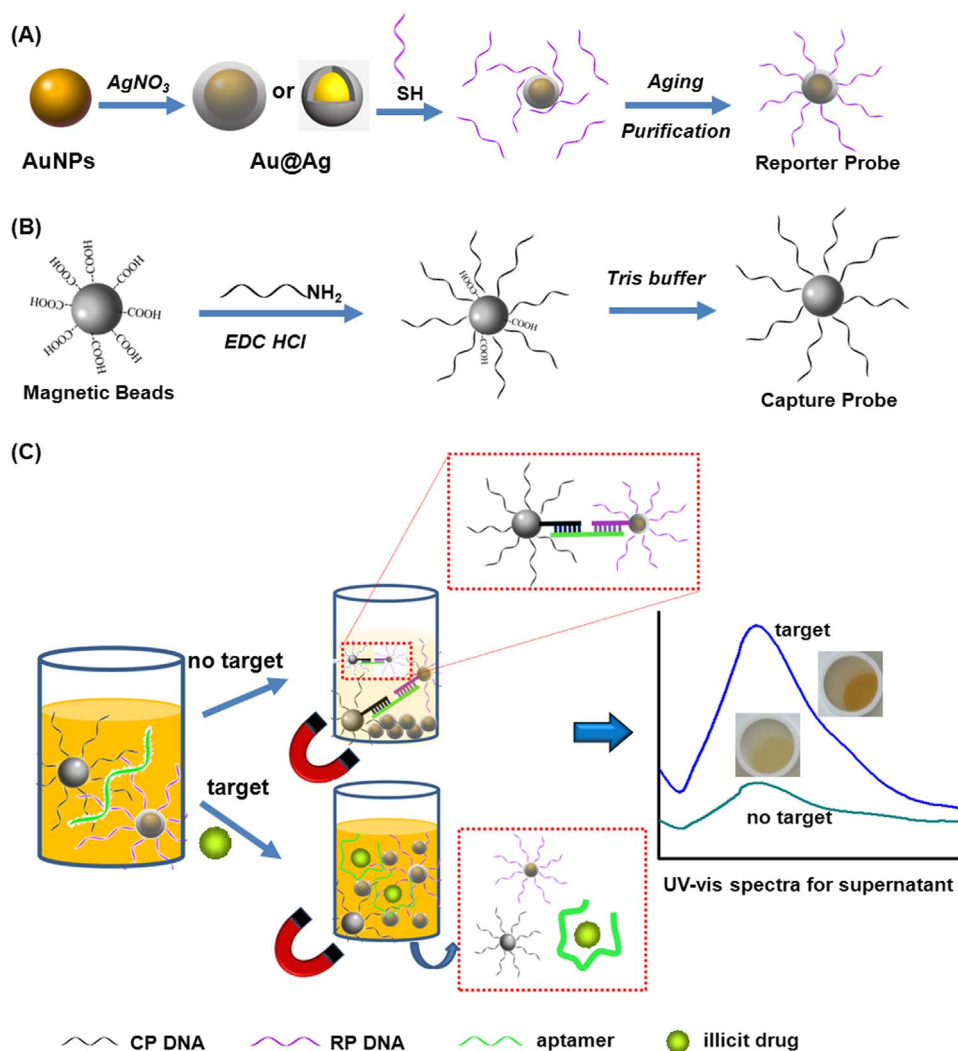 (A)
AgNO3
or
SH
Aging
Purification
AuNPs
Au@Ag
Reporter Probe
(B)
COOH
COOH
COOH
HOOC
HOOC
COOH
HOOC
COOH
COOH
NH2
EDC HCl
COOH
COOH
COOH
Tris buffer
Magnetic Beads
Capture Probe
(C)
no target
target
target
no target
UV-vis spectra for supernatant
CP DNA
RP DNA
aptamer
illicit drug